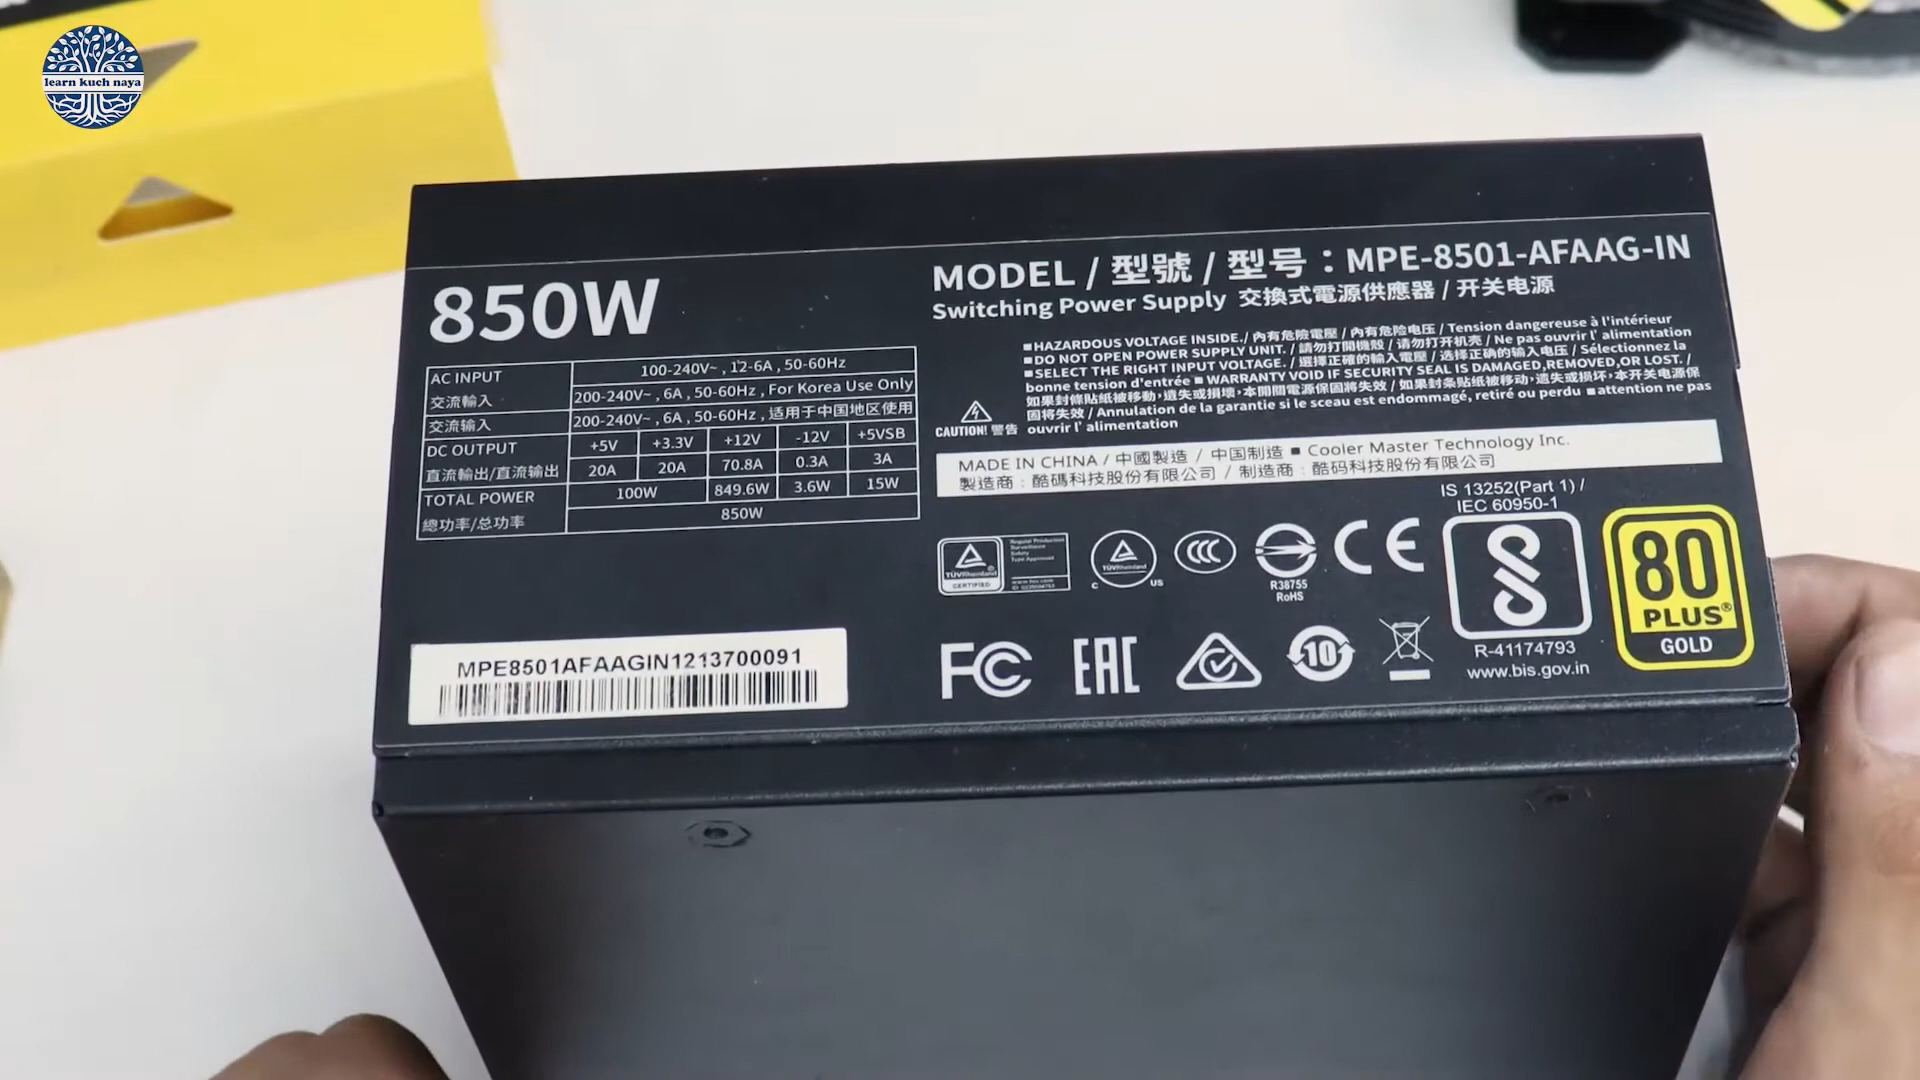 learn kuch naya
850W
MODEL / 型號 / 型号：MPE-8501-AFAAG-IN
Switching Power Supply 交換式電源供應器 / 开关电源
■HAZARDOUS VOLTAGE INSIDE./ 內有危險電壓 / 内有危险电压 / Tension dangereuse à l'intérieur
■DO NOT OPEN POWER SUPPLY UNIT. / 請勿打開機殼 / 请勿打开机壳 / Ne pas ouvrir l' alimentation
■SELECT THE RIGHT INPUT VOLTAGE. / 選擇正確的輸入電壓 / 选择正确的输入电压 / Sélectionnez la
bonne tension d'entrée ■ WARRANTY VOID IF SECURITY SEAL IS DAMAGED,REMOVED,OR LOST. /
如果封條貼紙被移動，遺失或損壞，本開關電源保固將失效 / 如果封条贴纸被移动，遗失或损坏，本开关电源保
固将失效 / Annulation de la garantie si le sceau est endommagé, retiré ou perdu ■attention ne pas
ouvrir l' alimentation
CAUTION! 警告
AC INPUT 100-240V~ , 12-6A , 50-60Hz
交流輸入 200-240V~ , 6A , 50-60Hz , For Korea Use Only
交流输入 200-240V~ , 6A , 50-60Hz , 适用于中国地区使用
DC OUTPUT +5V +3.3V +12V -12V +5VSB
直流輸出/直流输出 20A 20A 70.8A 0.3A 3A
TOTAL POWER 100W 849.6W 3.6W 15W
總功率/总功率 850W
MADE IN CHINA / 中國製造 / 中国制造 ■ Cooler Master Technology Inc.
製造商：酷碼科技股份有限公司 / 制造商：酷码科技股份有限公司
IS 13252(Part 1) /
IEC 60950-1
TÜVRheinland
CERTIFIED
Regular Production
Surveillance
Safety
Type Approved
TÜVRheinland
C US
CCC
R38755
RoHS
CE
R-41174793
www.bis.gov.in
80
PLUS®
GOLD
FC
EAC
10
MPE8501AFAAGIN1213700091